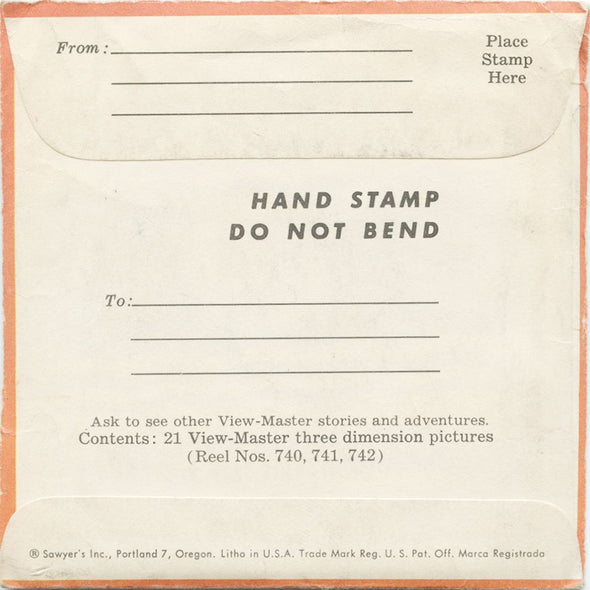 From:
Place
Stamp
Here
HAND STAMP
DO NOT BEND
To:
Ask to see other View-Master stories and adventures.
Contents: 21 View-Master three dimension pictures
(Reel Nos. 740, 741, 742)
® Sawyer's Inc., Portland 7, Oregon. Litho in U.S.A. Trade Mark Reg. U. S. Pat. Off. Marca Registrada